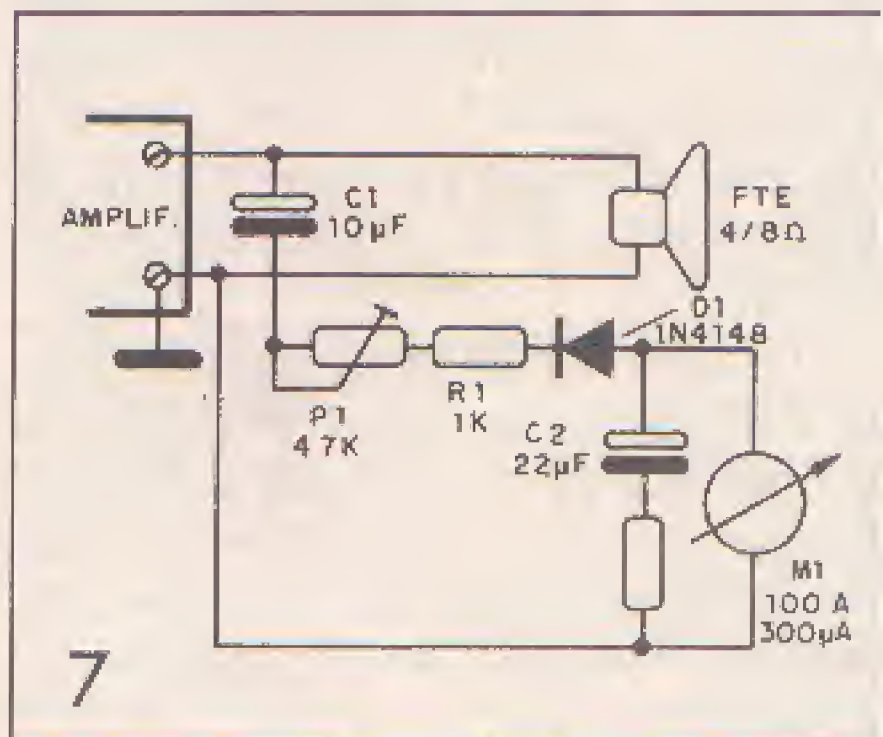 AMPLIF.
C1
10µF
FTE
4/8Ω
D1
1N4148
P1
47K
R1
1K
C2
22µF
M1
100 A
300µA
7